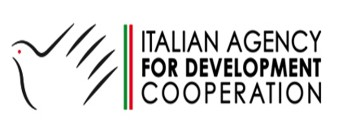 ITALIAN AGENCY
FOR DEVELOPMENT
COOPERATION